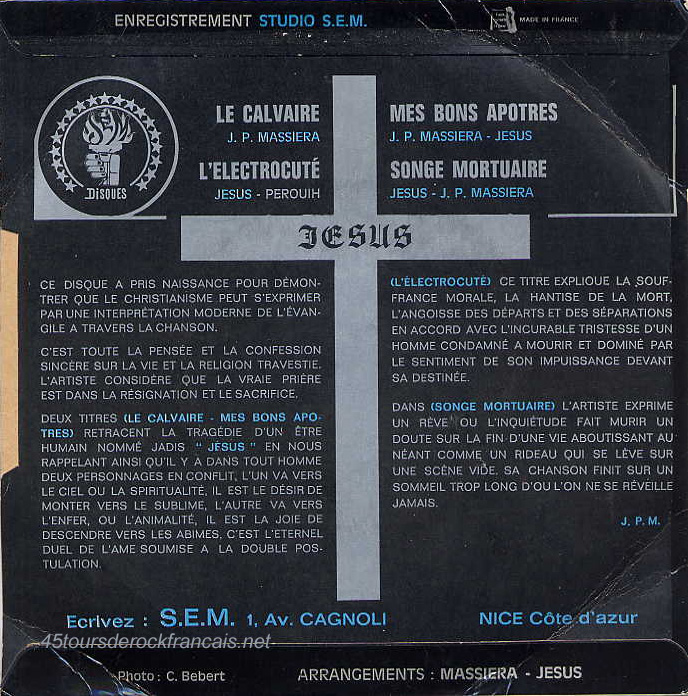 ENREGISTREMENT STUDIO S.E.M.
MADE IN FRANCE
LE CALVAIRE
J. P. MASSIERA
L'ELECTROCUTÉ
JESUS - PEROUIH
MES BONS APOTRES
J. P. MASSIERA - JESUS
SONGE MORTUAIRE
JESUS - J. P. MASSIERA
DISQUES
JESUS
CE DISQUE A PRIS NAISSANCE POUR DÉMON-
TRER QUE LE CHRISTIANISME PEUT S'EXPRIMER
PAR UNE INTERPRÉTATION MODERNE DE L'ÉVAN-
GILE A TRAVERS LA CHANSON.
C'EST TOUTE LA PENSÉE ET LA CONFESSION
SINCÈRE SUR LA VIE ET LA RELIGION TRAVESTIE.
L'ARTISTE CONSIDÈRE QUE LA VRAIE PRIÈRE
EST DANS LA RÉSIGNATION ET LE SACRIFICE.
DEUX TITRES (LE CALVAIRE - MES BONS APO-
TRES) RETRACENT LA TRAGÉDIE D'UN ÊTRE
HUMAIN NOMMÉ JADIS " JÉSUS " EN NOUS
RAPPELANT AINSI QU'IL Y A DANS TOUT HOMME
DEUX PERSONNAGES EN CONFLIT, L'UN VA VERS
LE CIEL OU LA SPIRITUALITÉ, IL EST LE DÉSIR DE
MONTER VERS LE SUBLIME, L'AUTRE VA VERS
L'ENFER, OU L'ANIMALITÉ, IL EST LA JOIE DE
DESCENDRE VERS LES ABIMES. C'EST L'ETERNEL
DUEL DE L'AME SOUMISE A LA DOUBLE POS-
TULATION.
(L'ÉLECTROCUTÉ) CE TITRE EXPLIQUE LA SOUF-
FRANCE MORALE, LA HANTISE DE LA MORT,
L'ANGOISSE DES DÉPARTS ET DES SÉPARATIONS
EN ACCORD AVEC L'INCURABLE TRISTESSE D'UN
HOMME CONDAMNÉ A MOURIR ET DOMINÉ PAR
LE SENTIMENT DE SON IMPUISSANCE DEVANT
SA DESTINÉE.
DANS (SONGE MORTUAIRE) L'ARTISTE EXPRIME
UN RÊVE OU L'INQUIÉTUDE FAIT MURIR UN
DOUTE SUR LA FIN D'UNE VIE ABOUTISSANT AU
NÉANT COMME UN RIDEAU QUI SE LÈVE SUR
UNE SCÈNE VIDE. SA CHANSON FINIT SUR UN
SOMMEIL TROP LONG D'OU L'ON NE SE RÉVEILLE
JAMAIS.
J. P. M.
Ecrivez : S.E.M. 1, Av. CAGNOLI NICE Côte d'azur
45toursderockfrancais.net
Photo : C. Bebert ARRANGEMENTS : MASSIERA - JESUS